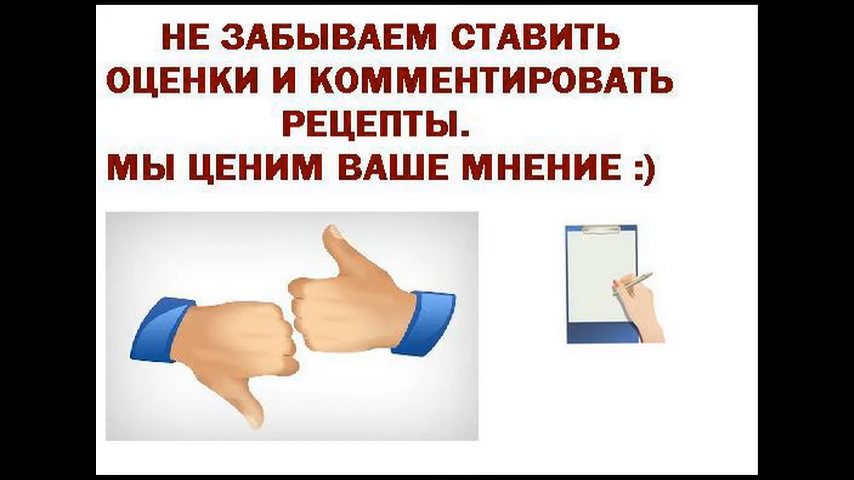 НЕ ЗАБЫВАЕМ СТАВИТЬ
ОЦЕНКИ И КОММЕНТИРОВАТЬ
РЕЦЕПТЫ.
МЫ ЦЕНИМ ВАШЕ МНЕНИЕ :)